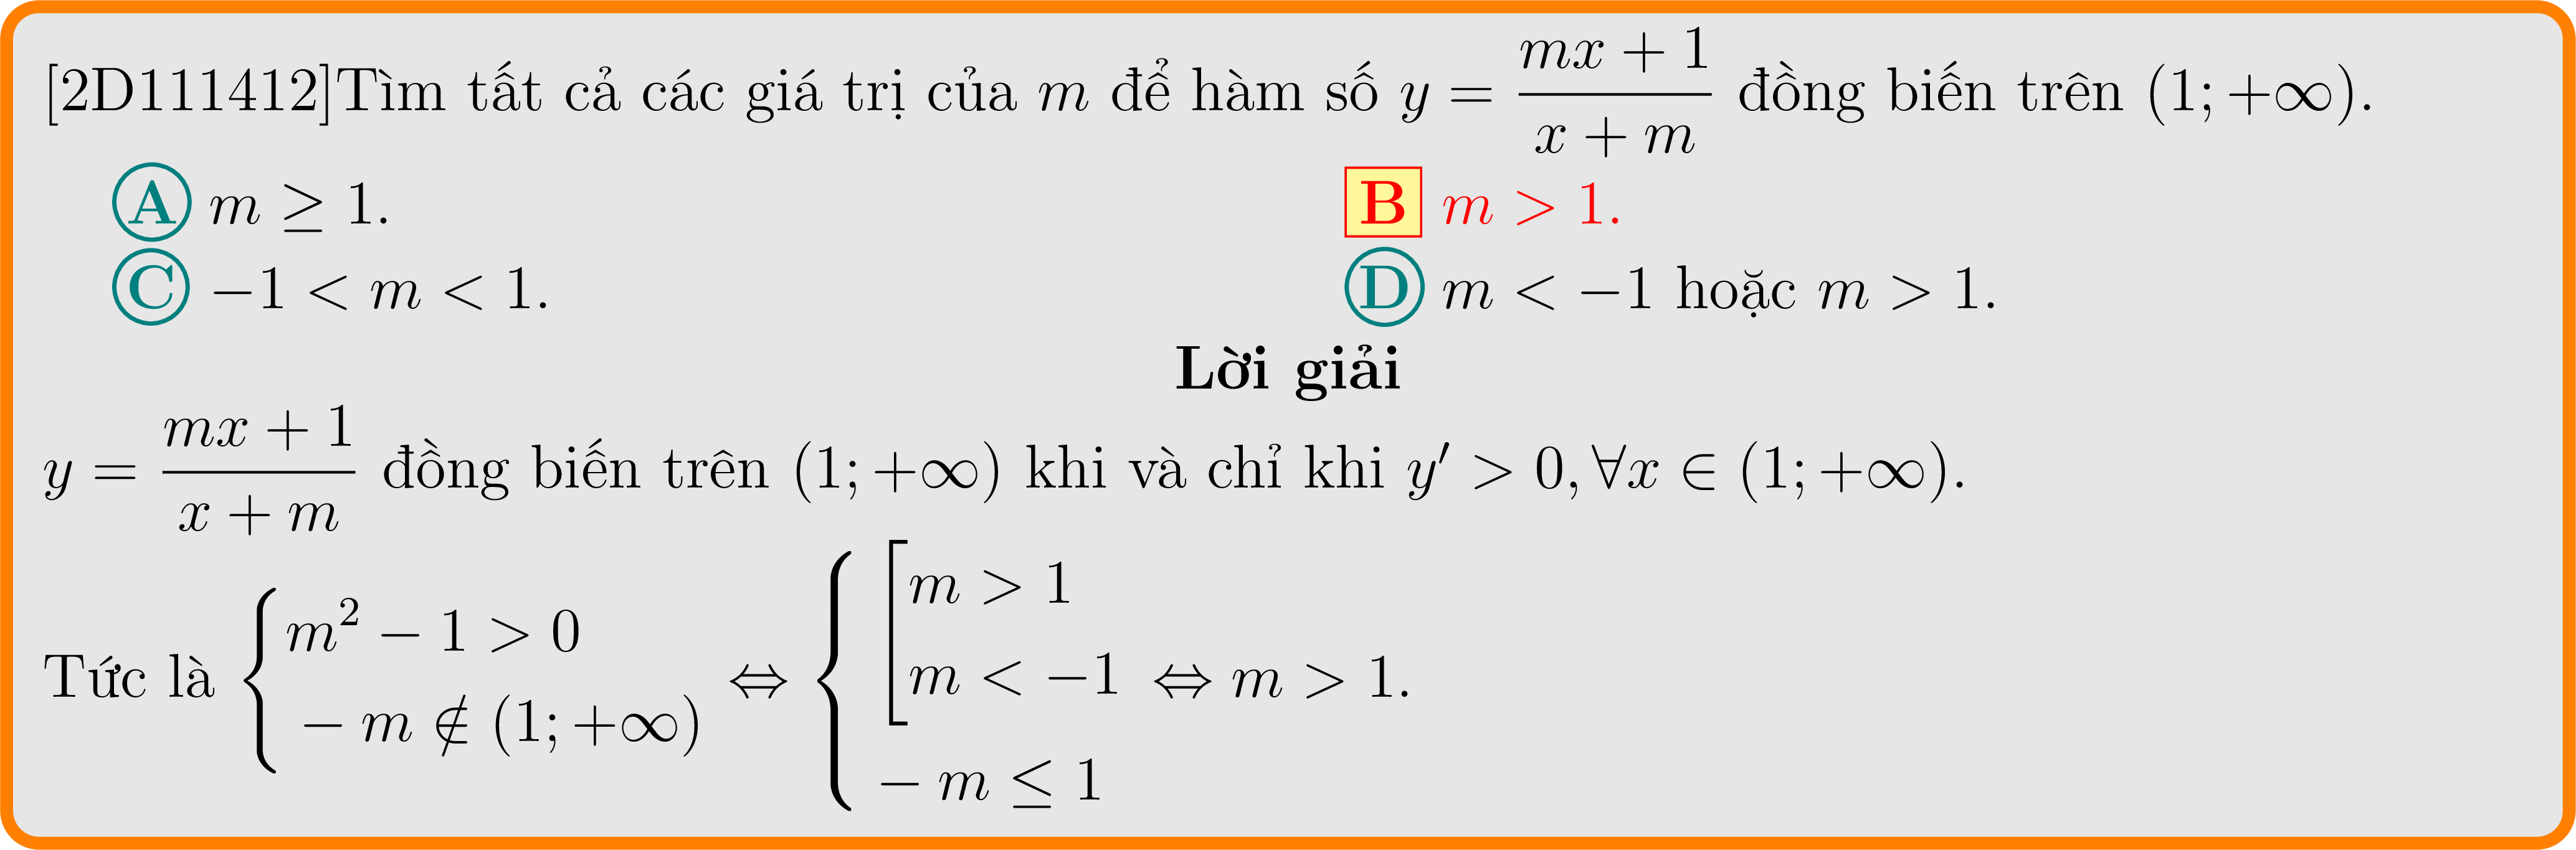 [2D111412]Tìm tất cả các giá trị của $m$ để hàm số $y = \dfrac{mx+1}{x+m}$ đồng biến trên $(1; +\infty)$.
A $m \geq 1$. B $m > 1$.
C $-1 < m < 1$. D $m < -1$ hoặc $m > 1$.
Lời giải
$y = \dfrac{mx+1}{x+m}$ đồng biến trên $(1; +\infty)$ khi và chỉ khi $y' > 0, \forall x \in (1; +\infty)$.
Tức là $\begin{cases} m^2 - 1 > 0 \\ -m \notin (1; +\infty) \end{cases} \Leftrightarrow \begin{cases} \left[\begin{array}{l} m > 1 \\ m < -1 \end{array}\right. \\ -m \leq 1 \end{cases} \Leftrightarrow m > 1$.